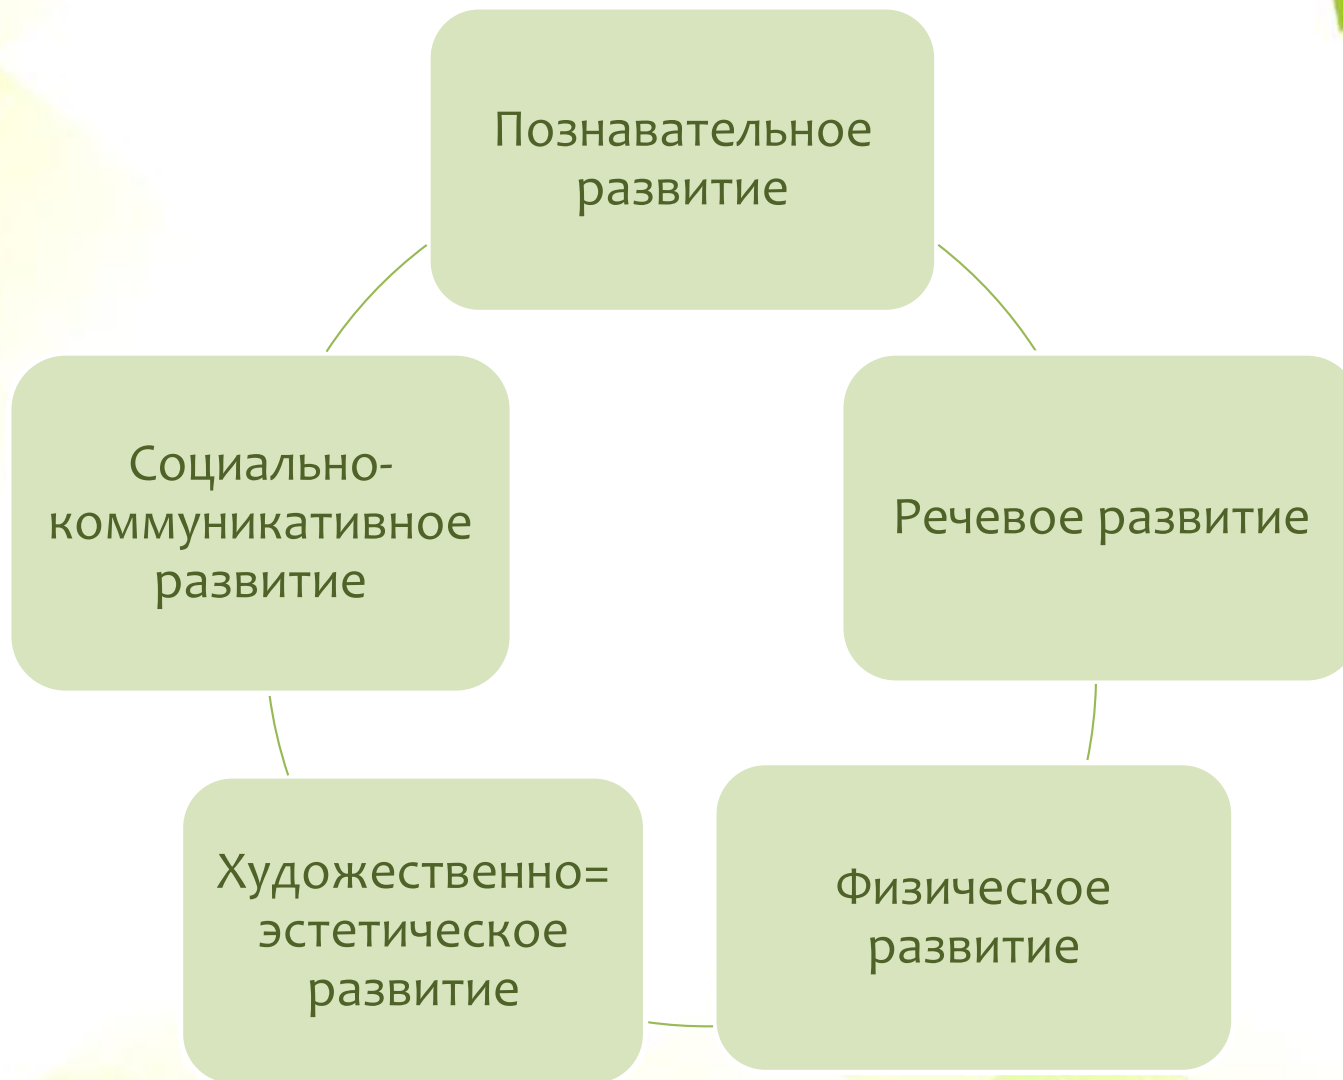 Познавательное
развитие
Социально-
коммуникативное
развитие
Речевое развитие
Художественно=
эстетическое
развитие
Физическое
развитие